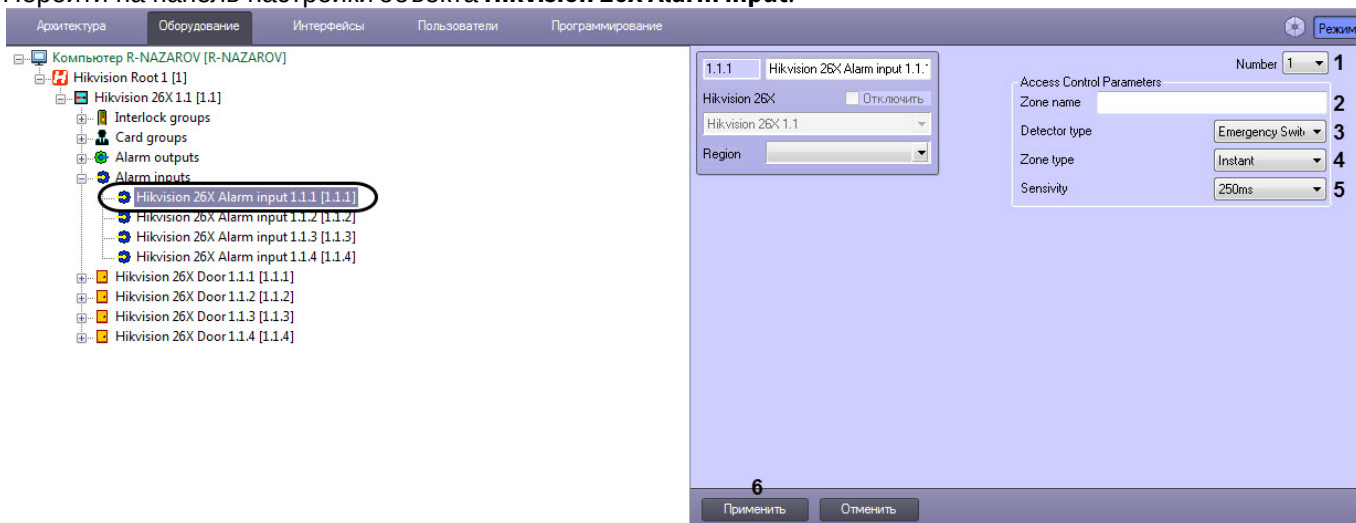 Перейти на панель настройки объекта Hikvision 26x Alarm input.
Архитектура Оборудование Интерфейсы Пользователи Программирование Режим
Компьютер R-NAZAROV [R-NAZAROV]
Hikvision Root 1 [1]
Hikvision 26X 1.1 [1.1]
Interlock groups
Card groups
Alarm outputs
Alarm inputs
Hikvision 26X Alarm input 1.1.1 [1.1.1]
Hikvision 26X Alarm input 1.1.2 [1.1.2]
Hikvision 26X Alarm input 1.1.3 [1.1.3]
Hikvision 26X Alarm input 1.1.4 [1.1.4]
Hikvision 26X Door 1.1.1 [1.1.1]
Hikvision 26X Door 1.1.2 [1.1.2]
Hikvision 26X Door 1.1.3 [1.1.3]
Hikvision 26X Door 1.1.4 [1.1.4]
1.1.1 Hikvision 26X Alarm input 1.1.
Hikvision 26X Отключить
Hikvision 26X 1.1
Region
Number 1 1
Access Control Parameters
Zone name 2
Detector type Emergency Swit 3
Zone type Instant 4
Sensivity 250ms 5
6
Применить Отменить